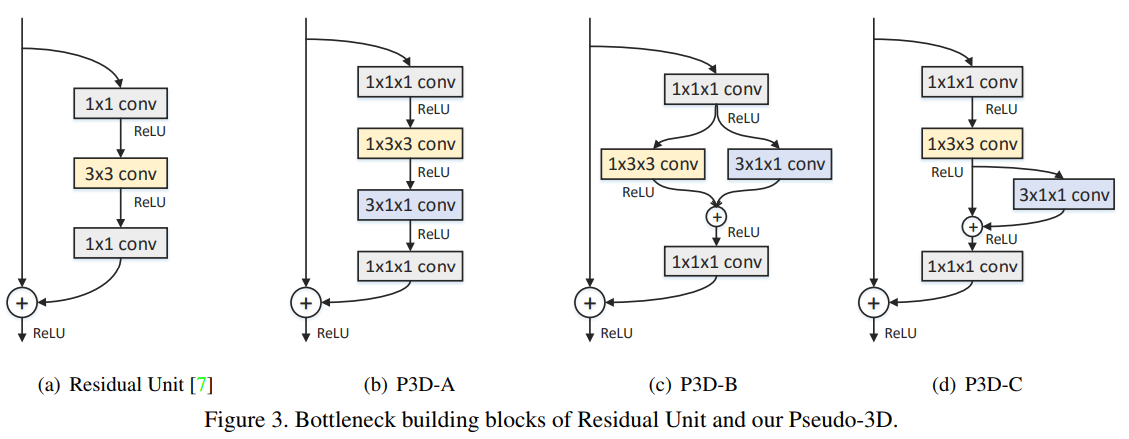 1x1 conv
ReLU
3x3 conv
ReLU
1x1 conv
+
ReLU
(a) Residual Unit [7]
1x1x1 conv
ReLU
1x3x3 conv
ReLU
3x1x1 conv
ReLU
1x1x1 conv
+
ReLU
(b) P3D-A
1x1x1 conv
ReLU
1x3x3 conv
3x1x1 conv
ReLU
+
ReLU
1x1x1 conv
+
ReLU
(c) P3D-B
1x1x1 conv
ReLU
1x3x3 conv
ReLU
3x1x1 conv
+
ReLU
1x1x1 conv
+
ReLU
(d) P3D-C
Figure 3. Bottleneck building blocks of Residual Unit and our Pseudo-3D.